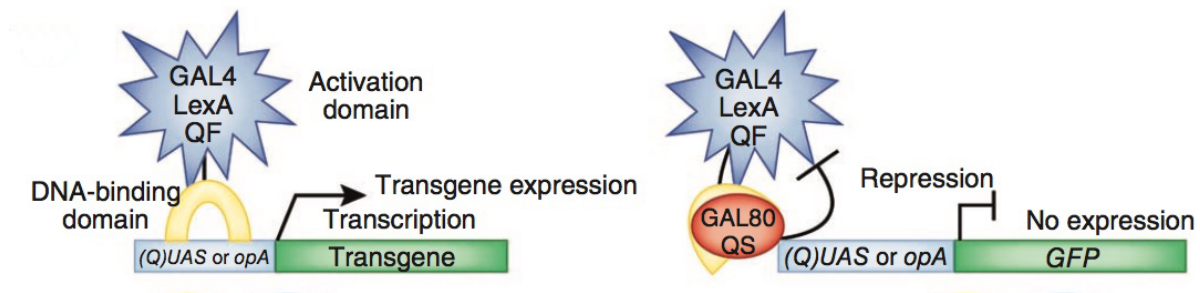 GAL4
LexA
QF
Activation
domain
DNA-binding
domain
Transgene expression
Transcription
(Q)UAS or opA
Transgene
GAL4
LexA
QF
Repression
GAL80
QS
No expression
(Q)UAS or opA
GFP